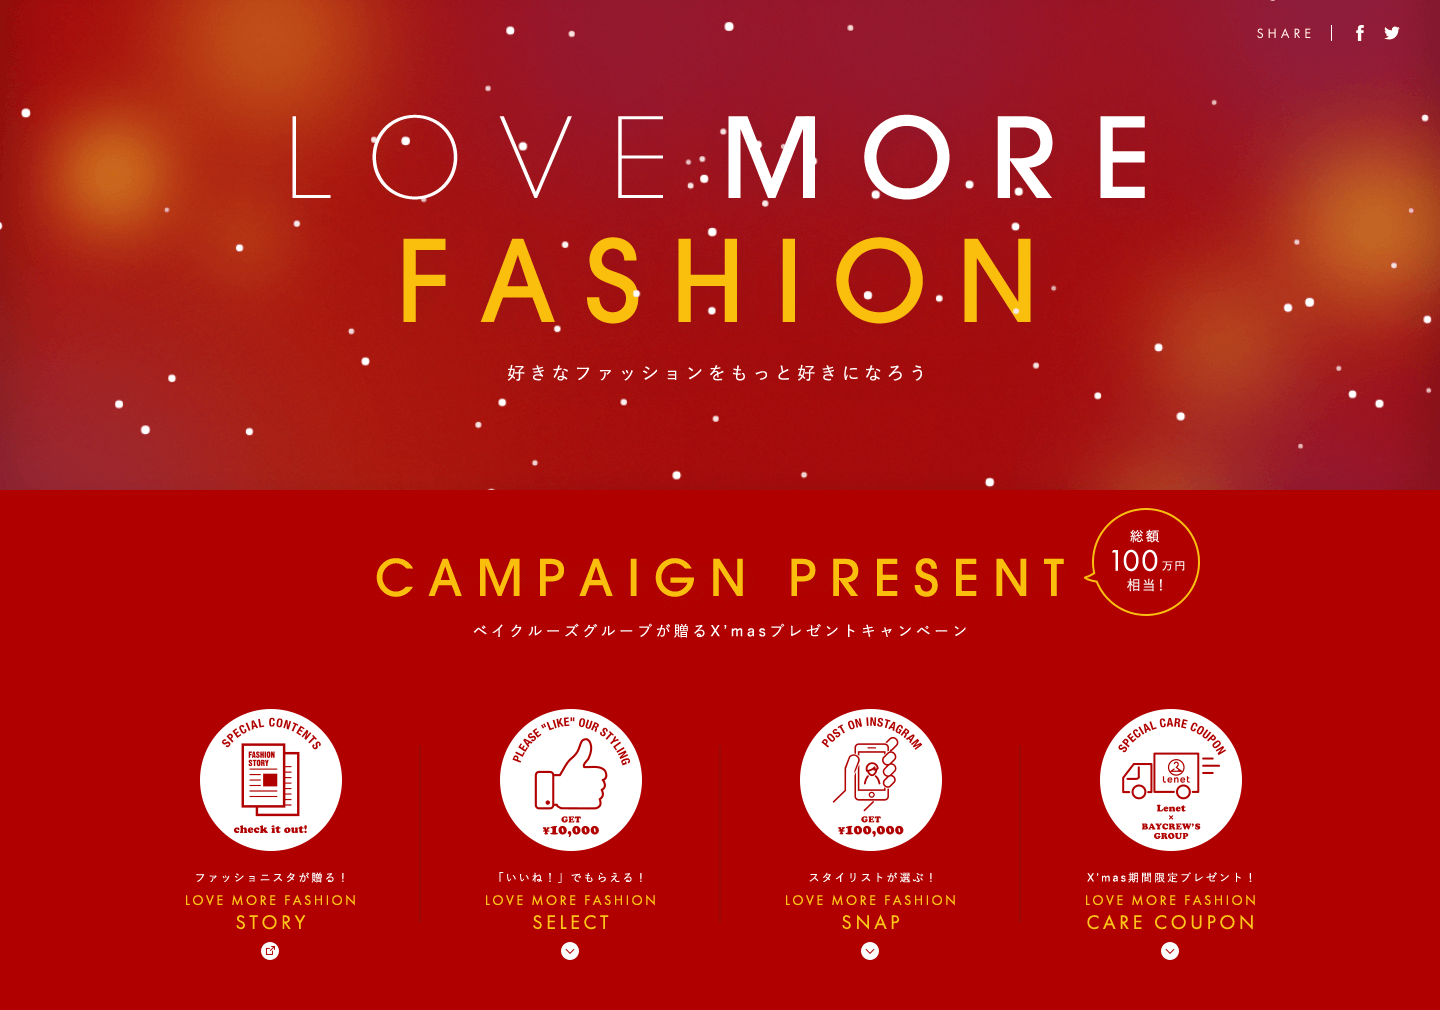 SHARE
LOVE MORE
FASHION
好きなファッションをもっと好きになろう
CAMPAIGN PRESENT
総額
100万円
相当!
ベイクルーズグループが贈るX'masプレゼントキャンペーン
SPECIAL CONTENTS
FASHION
STORY
check it out!
ファッショニスタが贈る!
LOVE MORE FASHION
STORY
PLEASE "LIKE" OUR STYLING
GET
¥10,000
「いいね!」でもらえる!
LOVE MORE FASHION
SELECT
POST ON INSTAGRAM
GET
¥100,000
スタイリストが選ぶ!
LOVE MORE FASHION
SNAP
SPECIAL CARE COUPON
Lenet
Lenet
×
BAYCREW'S
GROUP
X'mas期間限定プレゼント!
LOVE MORE FASHION
CARE COUPON